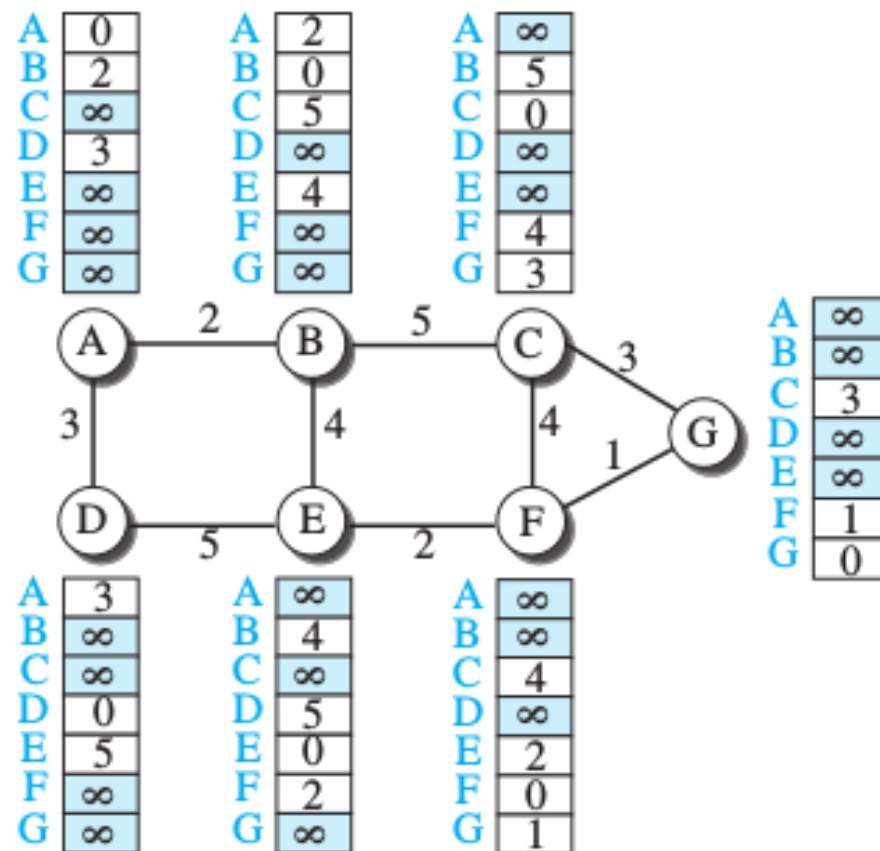 A 0 A 2 A ∞
B 2 B 0 B 5
C ∞ C 5 C 0
D 3 D ∞ D ∞
E ∞ E 4 E ∞
F ∞ F ∞ F 4
G ∞ G ∞ G 3
A 2 B 5 C 3
3 4 4 1 G
D 5 E 2 F
A ∞
B ∞
C 3
D ∞
E ∞
F 1
G 0
A 3 A ∞ A ∞
B ∞ B 4 B ∞
C ∞ C ∞ C 4
D 0 D 5 D ∞
E 5 E 0 E 2
F ∞ F 2 F 0
G ∞ G ∞ G 1